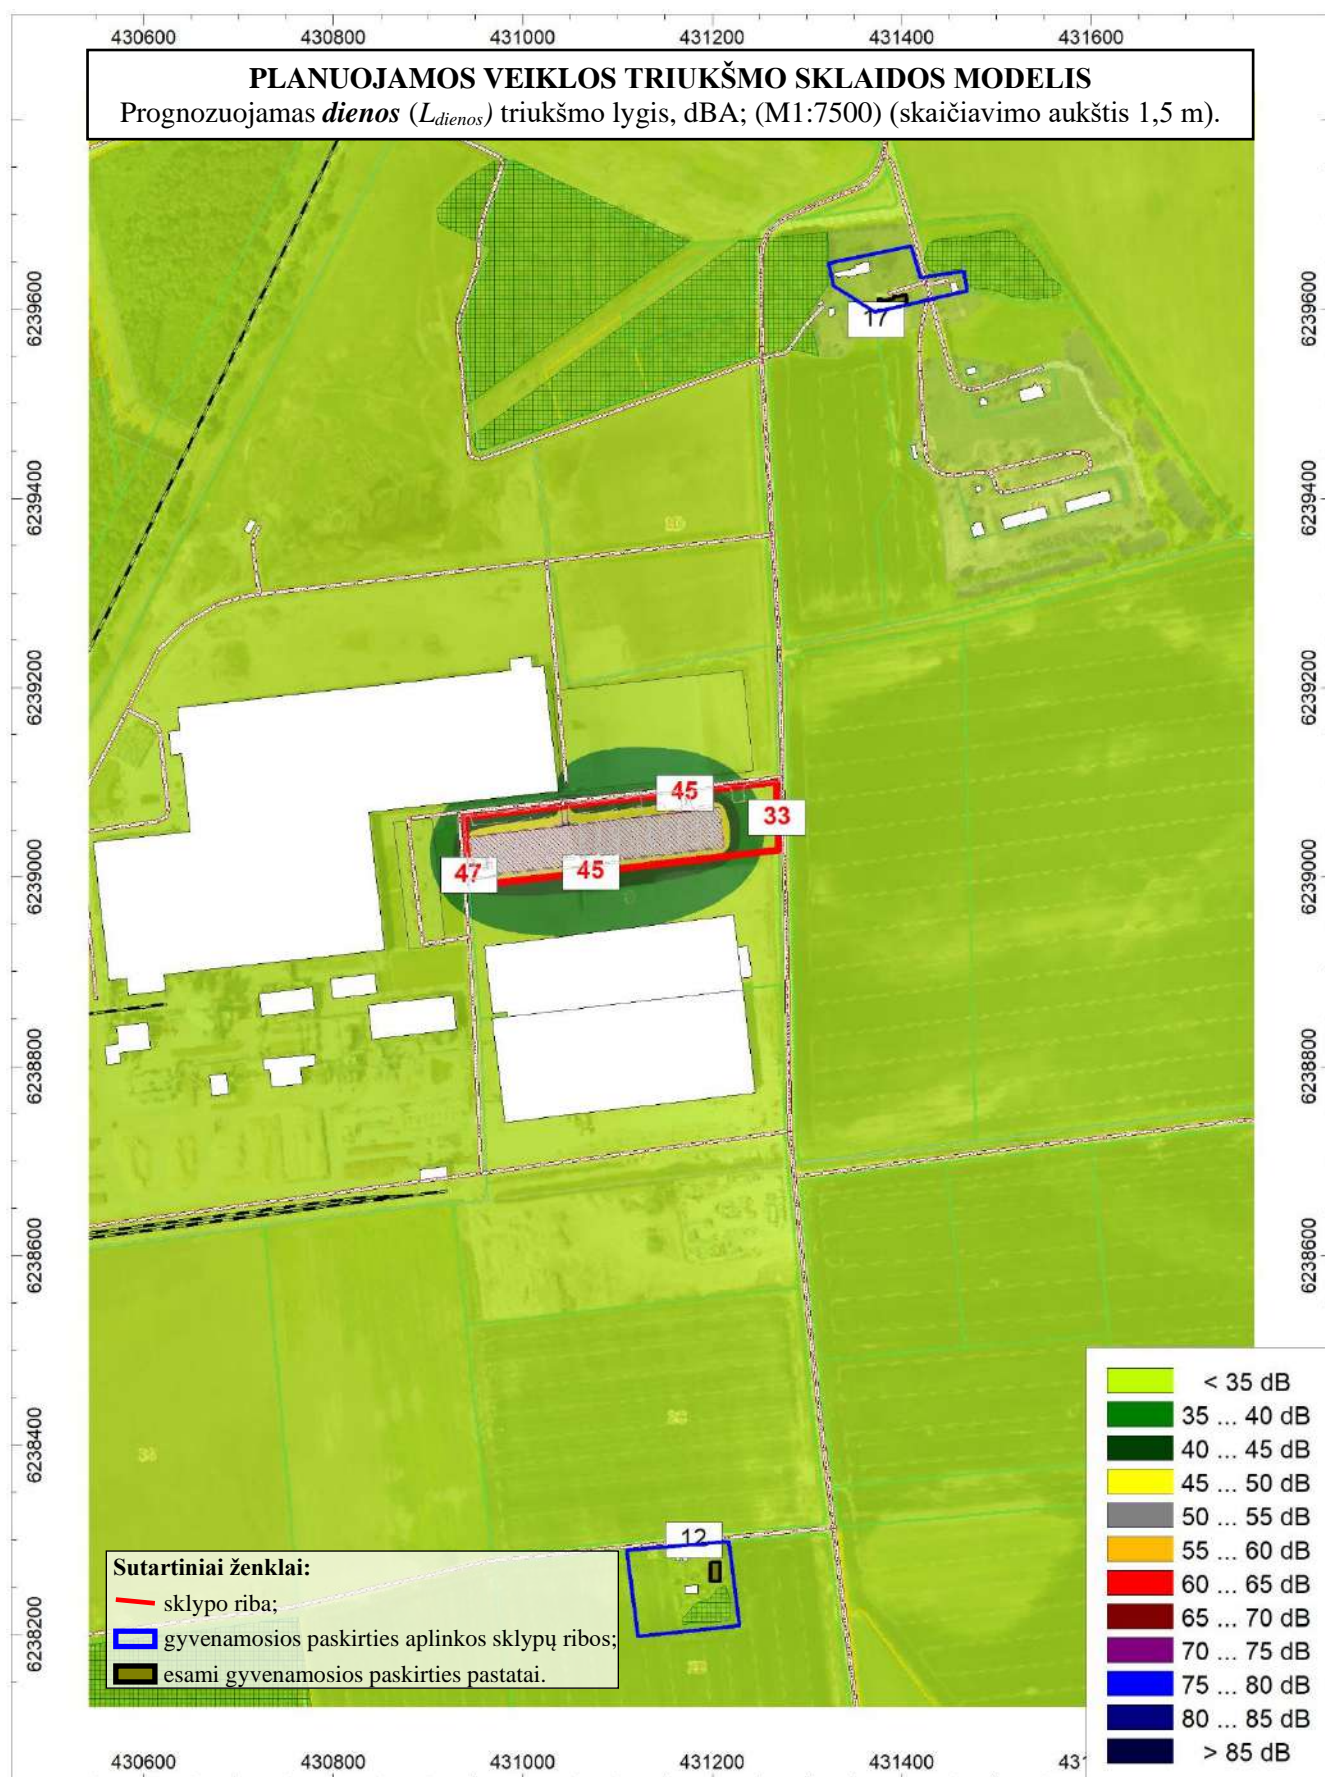 430600 430800 431000 431200 431400 431600
PLANUOJAMOS VEIKLOS TRIUKŠMO SKLAIDOS MODELIS
Prognozuojamas dienos (Ldienos) triukšmo lygis, dBA; (M1:7500) (skaičiavimo aukštis 1,5 m).
6239600 6239600
17
6239400 6239400
6239200 6239200
45
33
47
45
6239000 6239000
6238800 6238800
6238600 6238600
6238400 6238400
12
6238200 6238200
Sutartiniai ženklai:
sklypo riba;
gyvenamosios paskirties aplinkos sklypų ribos;
esami gyvenamosios paskirties pastatai.
< 35 dB
35 ... 40 dB
40 ... 45 dB
45 ... 50 dB
50 ... 55 dB
55 ... 60 dB
60 ... 65 dB
65 ... 70 dB
70 ... 75 dB
75 ... 80 dB
80 ... 85 dB
> 85 dB
430600 430800 431000 431200 431400